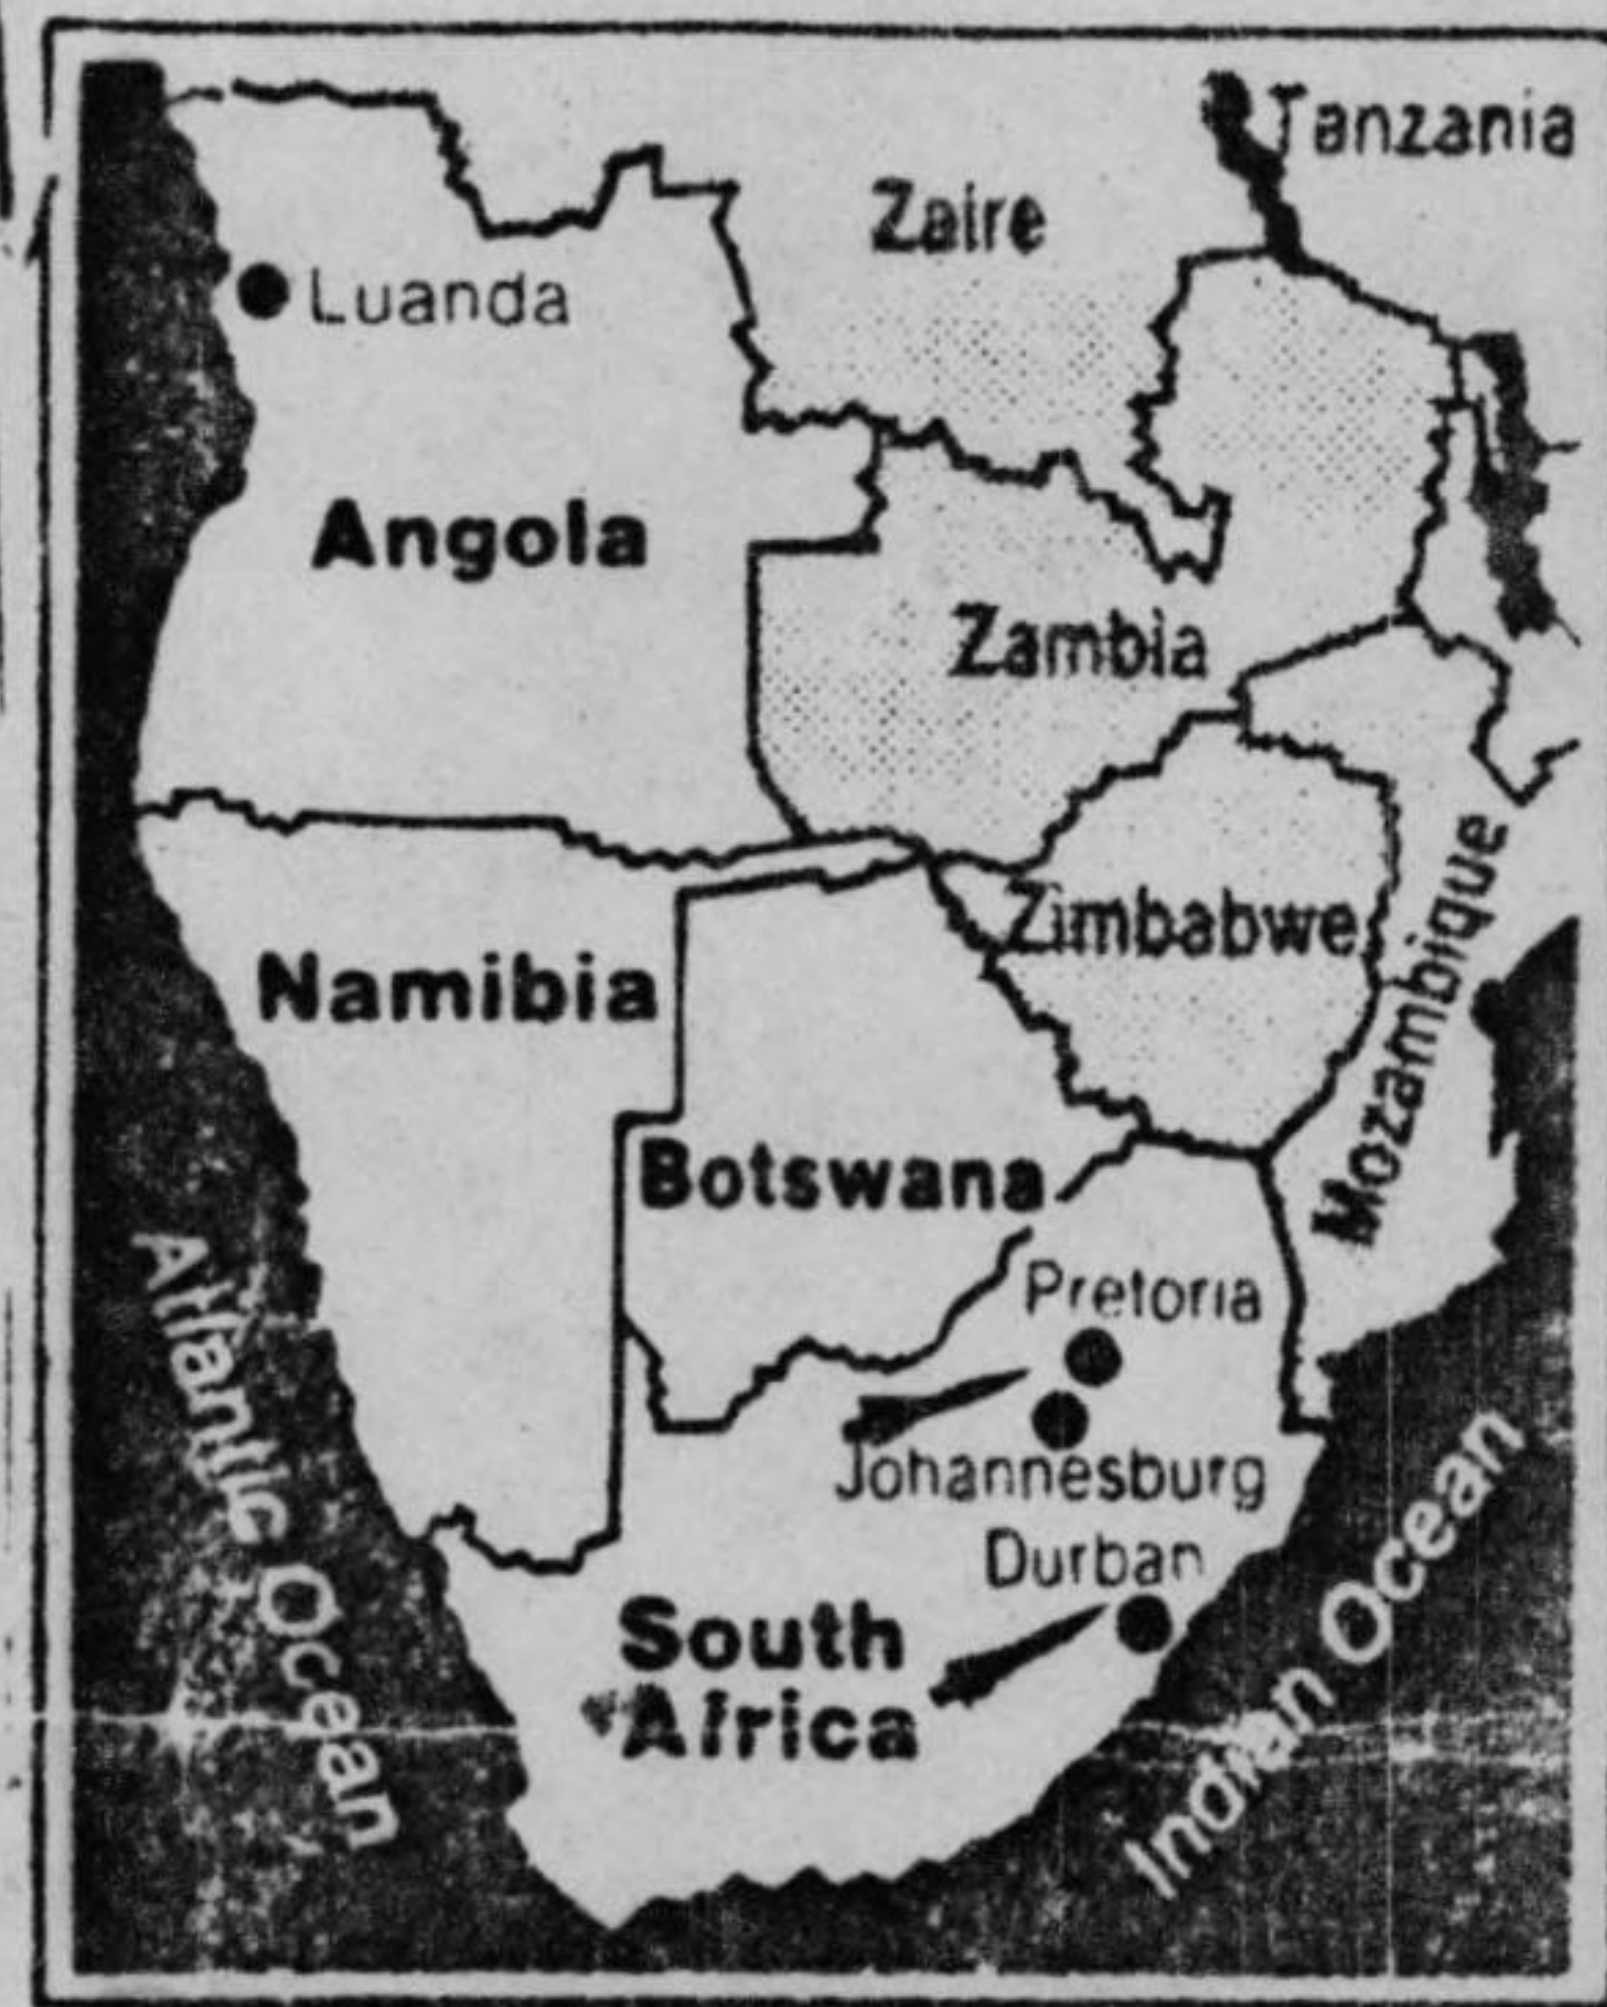 Tanzania
Zaire
Luanda
Angola
Zambia
Zimbabwe
Mozambique
Namibia
Botswana
Pretoria
Johannesburg
Durban
South
Africa
Atlantic Ocean
Indian Ocean